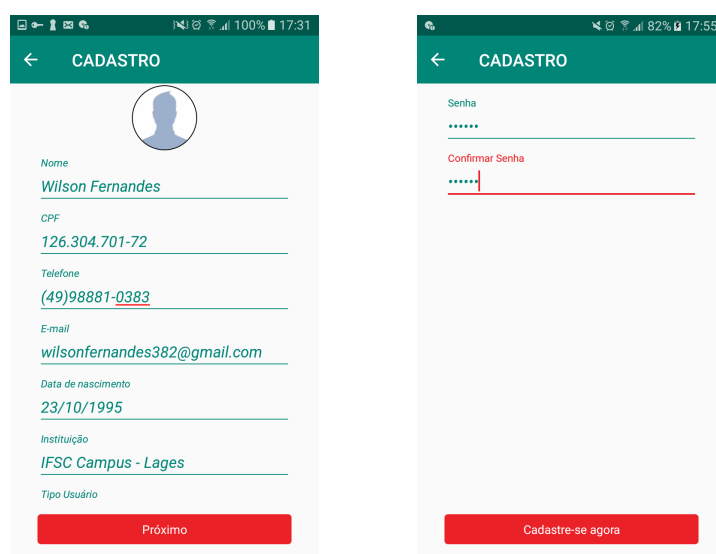 100% 17:31
CADASTRO
Nome
Wilson Fernandes
CPF
126.304.701-72
Telefone
(49)98881-0383
E-mail
wilsonfernandes382@gmail.com
Data de nascimento
23/10/1995
Instituição
IFSC Campus - Lages
Tipo Usuário
Próximo
82% 17:55
CADASTRO
Senha
••••••
Confirmar Senha
••••••
Cadastre-se agora